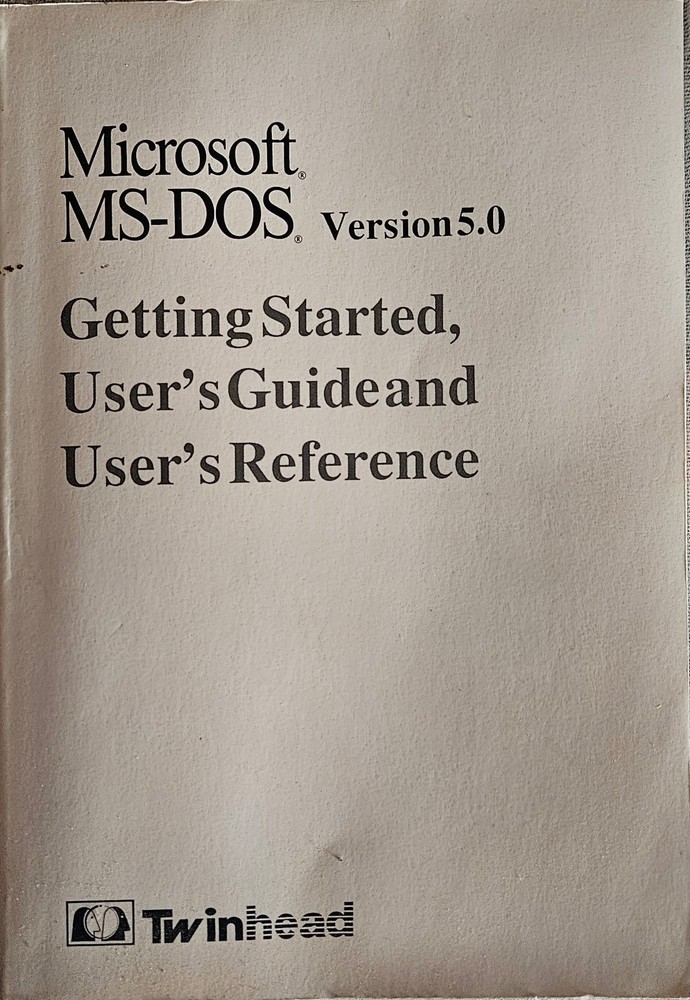 Microsoft®
MS-DOS® Version 5.0
Getting Started,
User's Guide and
User's Reference
Twinhead